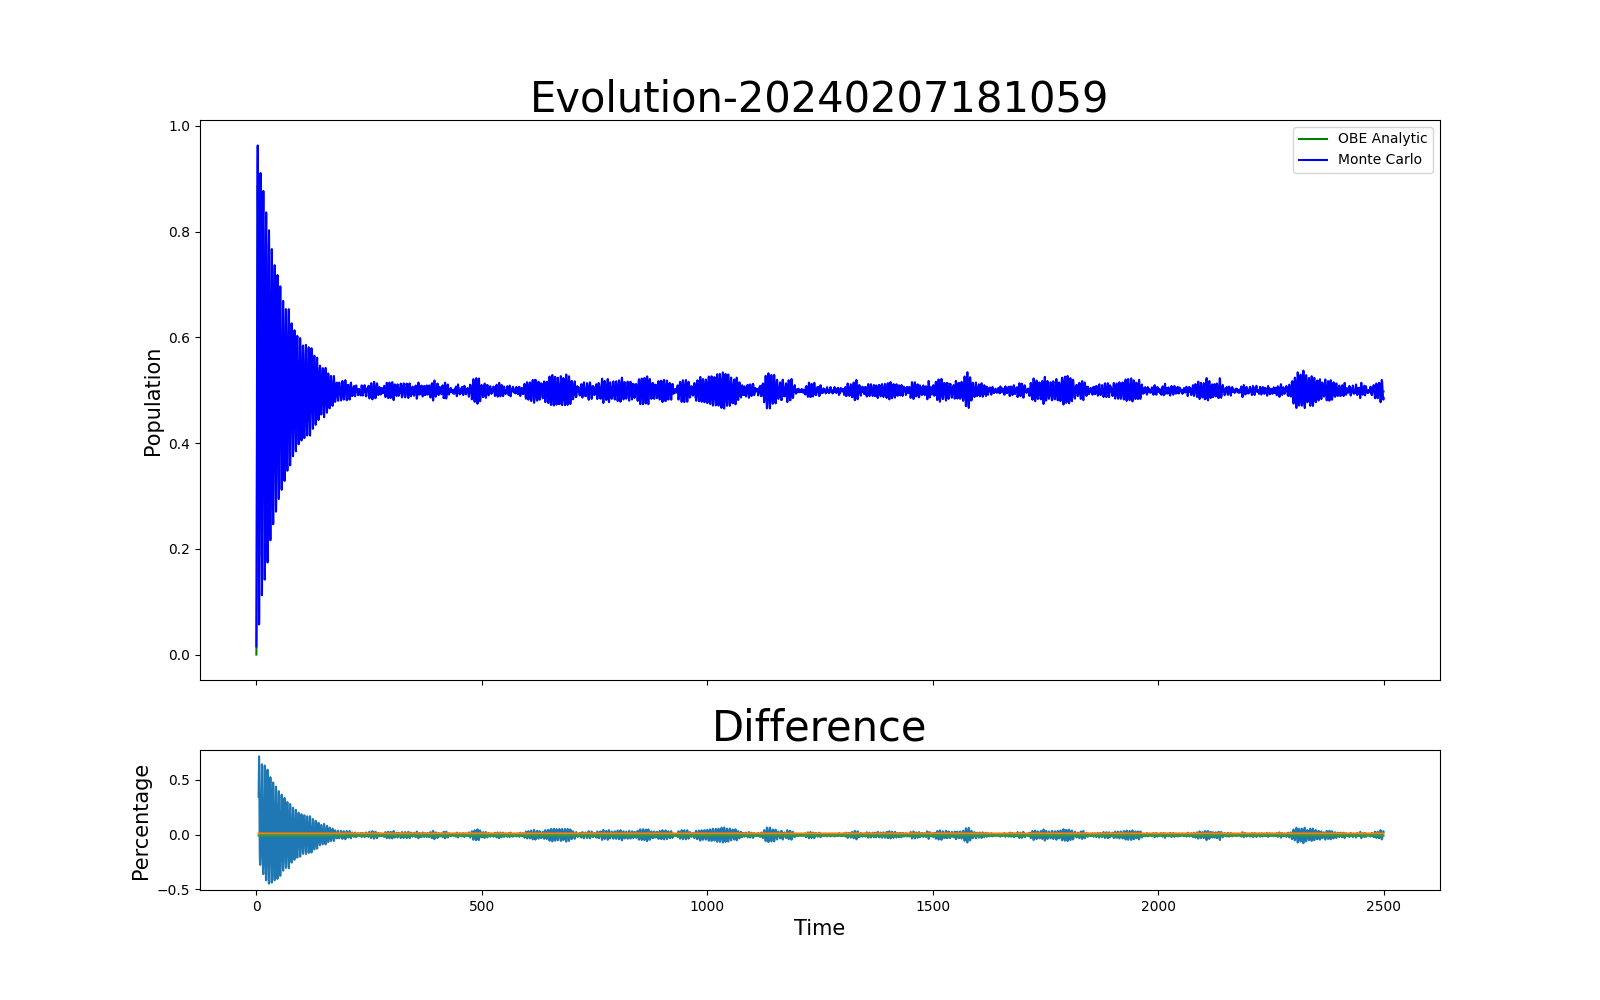 Evolution-20240207181059
1.0
0.8
0.6
0.4
0.2
0.0
Population
OBE Analytic
Monte Carlo
Difference
0.5
0.0
−0.5
Percentage
0
500
1000
1500
2000
2500
Time